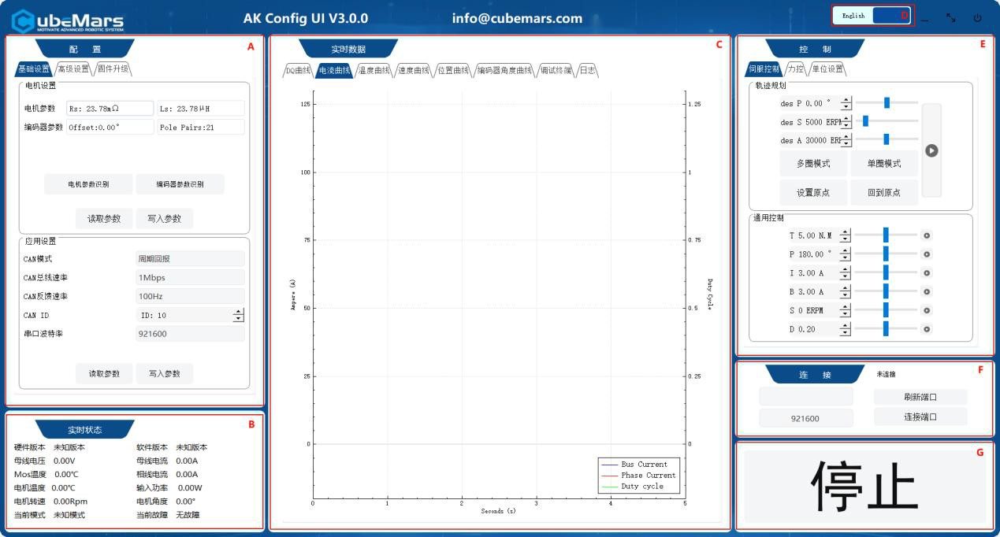 CubeMars
MOTIVATE ADVANCED ROBOTIC SYSTEM
AK Config UI V3.0.0
info@cubemars.com
English
D
配 置
A
基础设置 高级设置 固件升级
电机设置
电机参数 Rs: 23.78mΩ Ls: 23.78μH
编码器参数 Offset:0.00° Pole Pairs:21
电机参数识别 编码器参数识别
读取参数 写入参数
应用设置
CAN模式 周期回报
CAN总线速率 1Mbps
CAN反馈速率 100Hz
CAN ID ID: 10
串口波特率 921600
读取参数 写入参数
实时状态
B
硬件版本 未知版本 软件版本 未知版本
母线电压 0.00V 母线电流 0.00A
Mos温度 0.00℃ 相线电流 0.00A
电机温度 0.00℃ 输入功率 0.00W
电机转速 0.00Rpm 电机角度 0.00°
当前模式 未知模式 当前故障 无故障
实时数据
C
DQ曲线 电流曲线 温度曲线 速度曲线 位置曲线 编码器角度曲线 调试终端 日志
125 1.25
100 1
75 0.75
Ampere (A)
Duty Cycle
50 0.5
25 0.25
0 0
Bus Current
Phase Current
Duty cycle
0 1 2 3 4 5
Seconds (s)
控 制
E
伺服控制 力控 单位设置
轨迹规划
des P 0.00 °
des S 5000 ERPM
des A 30000 ERP
多圈模式 单圈模式
设置原点 回到原点
通用控制
T 5.00 N.M
P 180.00 °
I 3.00 A
B 3.00 A
S 0 ERPM
D 0.20
连 接
未连接
F
刷新端口
921600 连接端口
G
停止